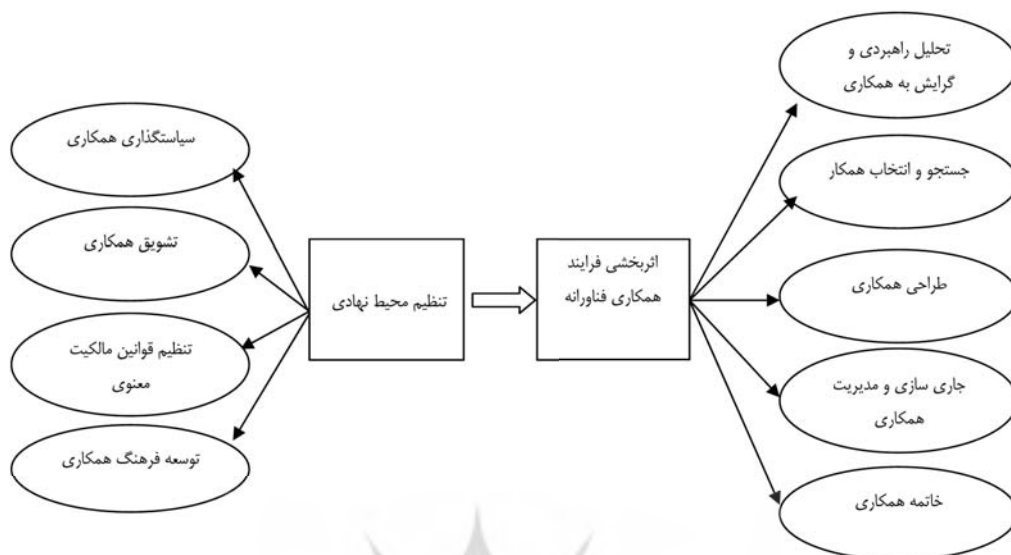 تحلیل راهبردی و
گرایش به همکاری
جستجو و انتخاب همکار
طراحی همکاری
جاری سازی و مدیریت
همکاری
خاتمه همکاری
اثربخشی فرایند
همکاری فناورانه
تنظیم محیط نهادی
سیاستگذاری همکاری
تشویق همکاری
تنظیم قوانین مالکیت
معنوی
توسعه فرهنگ همکاری